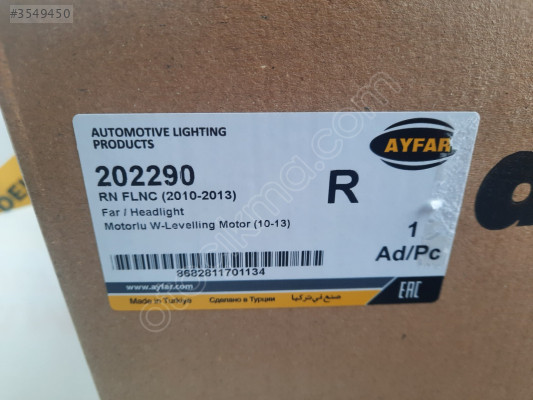 #3549450
AUTOMOTIVE LIGHTING
PRODUCTS
AYFAR
202290
RN FLNC (2010-2013)
Far / Headlight
Motorlu W-Levelling Motor (10-13)
R
1
Ad/Pc
8682811701134
www.ayfar.com
Made in Türkiye
Сделано в Турции
صنع في تركيا
EAC